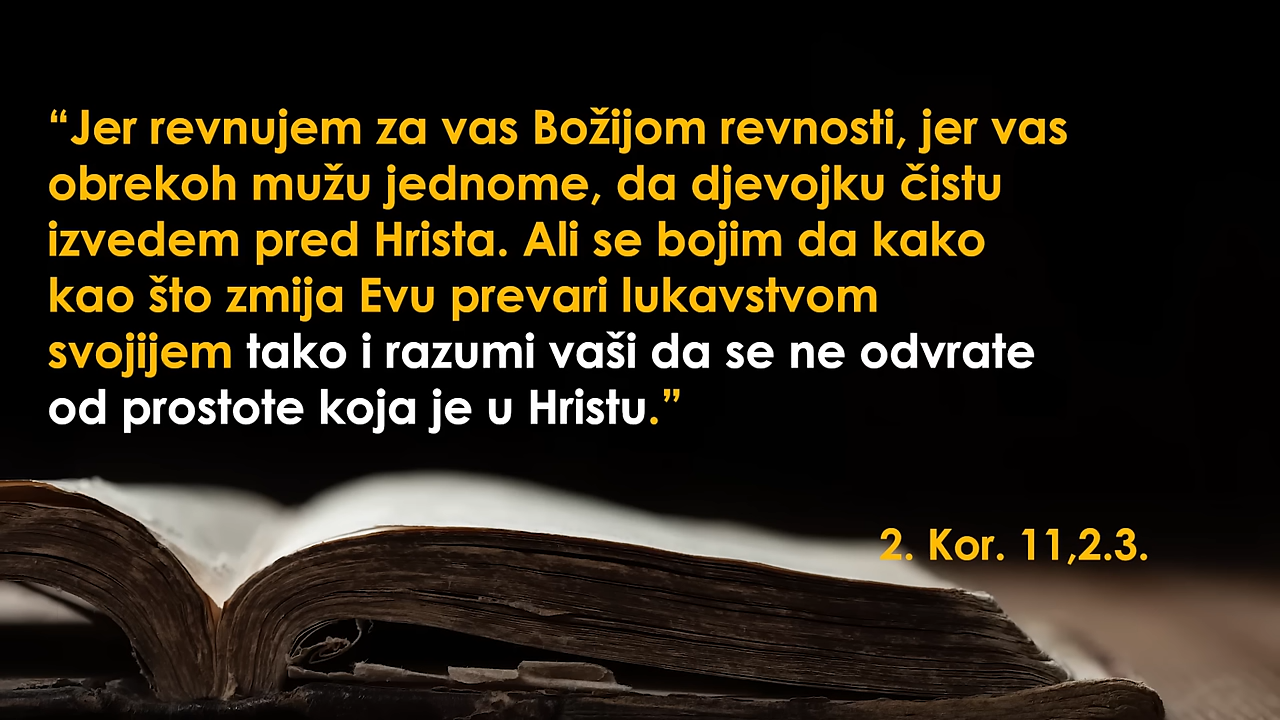 “Jer revnujem za vas Božijom revnosti, jer vas
obrekoh mužu jednome, da djevojku čistu
izvedem pred Hrista. Ali se bojim da kako
kao što zmija Evu prevari lukavstvom
svojijem tako i razumi vaši da se ne odvrate
od prostote koja je u Hristu.”
2. Kor. 11,2.3.